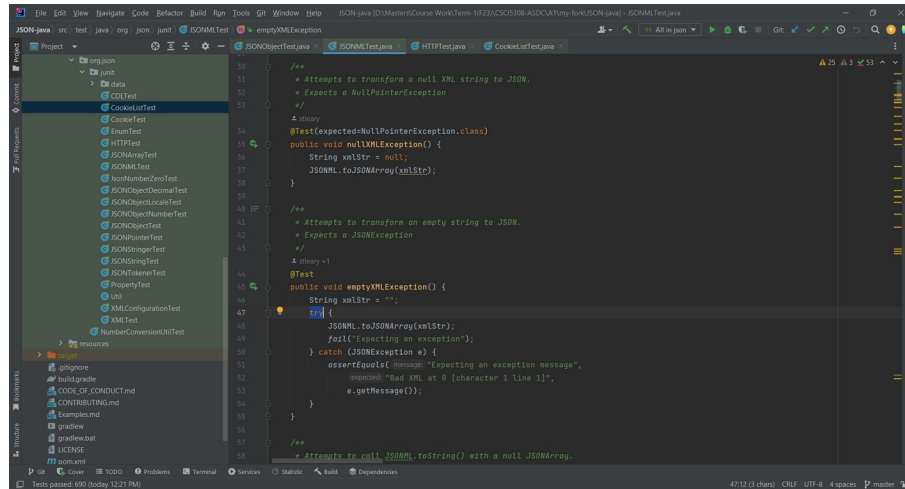 File Edit View Navigate Code Refactor Build Run Tools Git Window Help JSON-java [D:\Masters\Course Work\Term-1(F23)\CSCI5308-ASDC\A1\my-fork\JSON-java] - JSONMLTest.java
JSON-java src test java org json junit JSONMLTest emptyXMLException
All in json
Git:
Project
JSONObjectTest.java
JSONMLTest.java
HTTPTest.java
CookieListTest.java
Project
Commit
Pull Requests
Bookmarks
Structure
org.json
junit
data
CDLTest
CookieListTest
CookieTest
EnumTest
HTTPTest
JSONArrayTest
JSONMLTest
JsonNumberZeroTest
JSONObjectDecimalTest
JSONObjectLocaleTest
JSONObjectNumberTest
JSONObjectTest
JSONPointerTest
JSONStringerTest
JSONStringTest
JSONTokenerTest
PropertyTest
Util
XMLConfigurationTest
XMLTest
NumberConversionUtilTest
resources
target
.gitignore
build.gradle
CODE_OF_CONDUCT.md
CONTRIBUTING.md
Examples.md
gradlew
gradlew.bat
LICENSE
pom.xml
25 3 53
30 /**
31 * Attempts to transform a null XML string to JSON.
32 * Expects a NullPointerException
33 */
stleary
34 @Test(expected=NullPointerException.class)
35 public void nullXMLException() {
36 String xmlStr = null;
37 JSONML.toJSONArray(xmlStr);
38 }
39
40 /**
41 * Attempts to transform an empty string to JSON.
42 * Expects a JSONException
43 */
stleary +1
44 @Test
45 public void emptyXMLException() {
46 String xmlStr = "";
47 try {
48 JSONML.toJSONArray(xmlStr);
49 fail("Expecting an exception");
50 } catch (JSONException e) {
51 assertEquals( message: "Expecting an exception message",
52 expected: "Bad XML at 0 [character 1 line 1]",
53 e.getMessage());
54 }
55 }
56
57 /**
58 * Attempts to call JSONML.toString() with a null JSONArray.
Git Cover TODO Problems Terminal Services Statistic Build Dependencies
Tests passed: 690 (today 12:21 PM)
47:12 (3 chars) CRLF UTF-8 4 spaces master